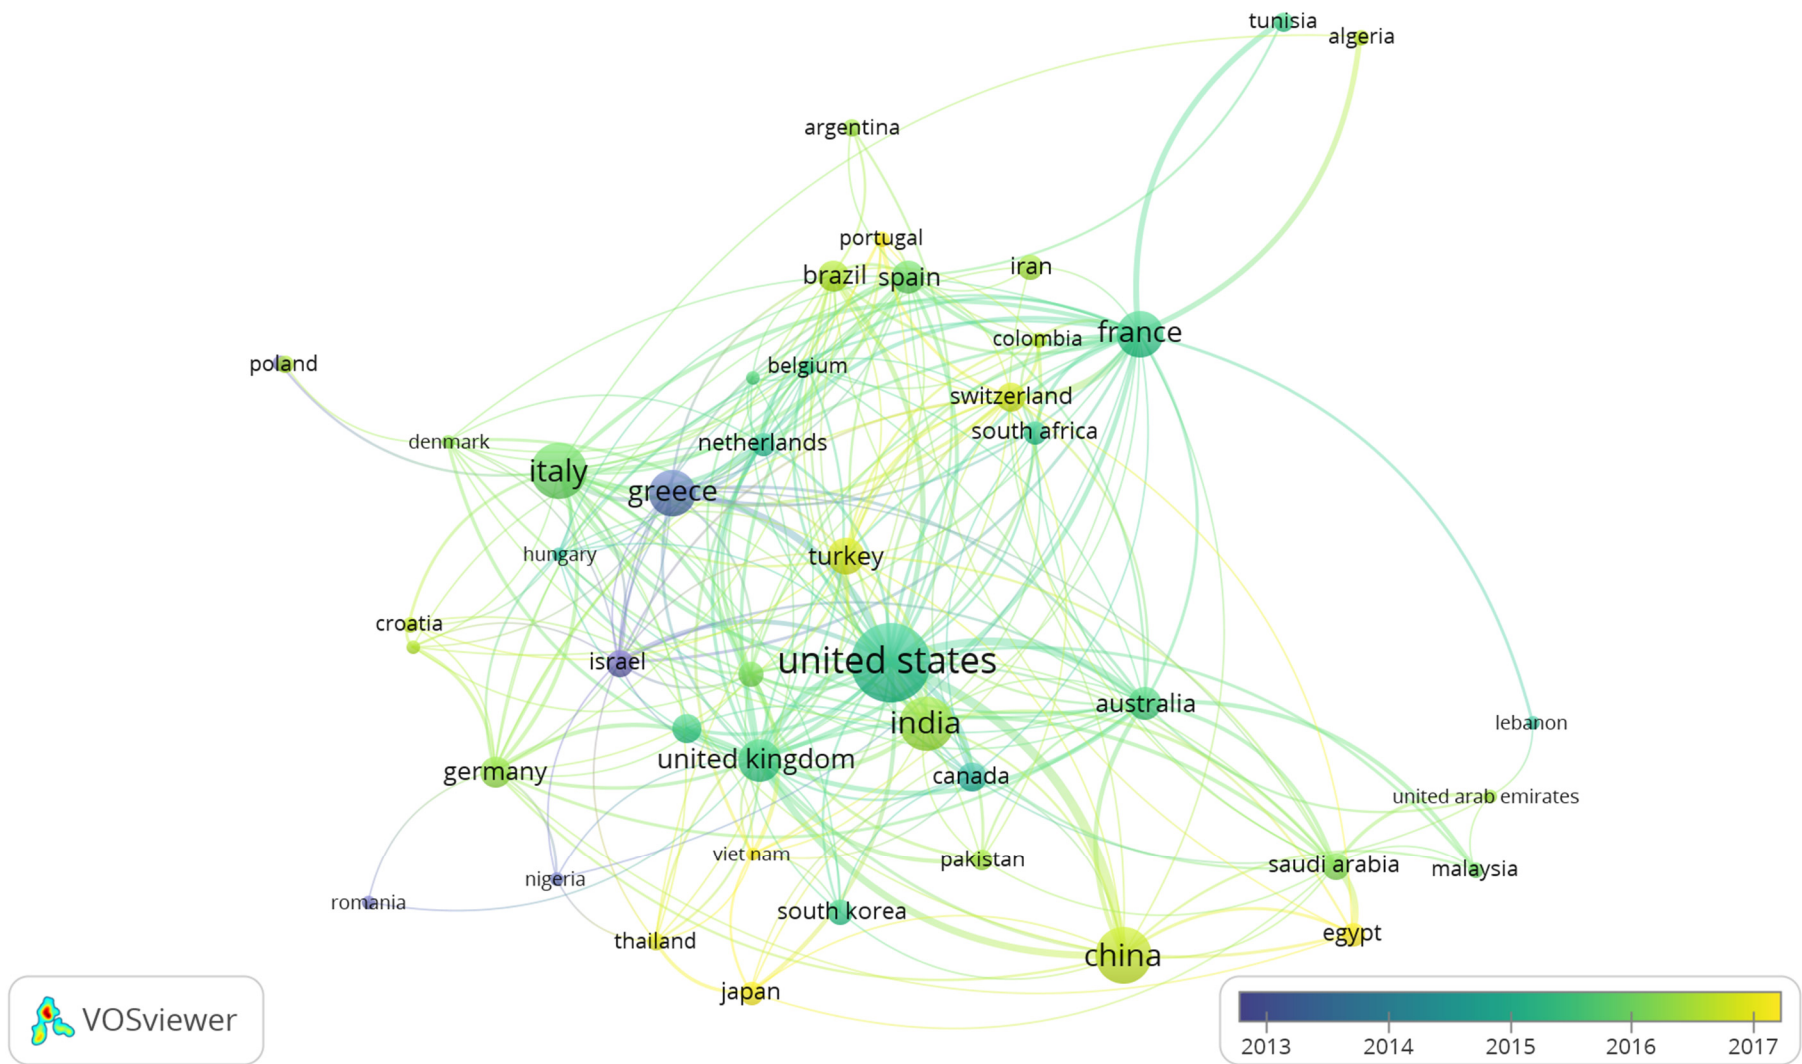 tunisia
algeria
argentina
portugal
brazil
spain
iran
france
colombia
poland
belgium
switzerland
south africa
denmark
netherlands
italy
greece
hungary
turkey
croatia
israel
united states
australia
india
lebanon
united kingdom
germany
canada
united arab emirates
viet nam
pakistan
saudi arabia
malaysia
nigeria
romania
south korea
thailand
egypt
china
japan
VOSviewer
2013 2014 2015 2016 2017